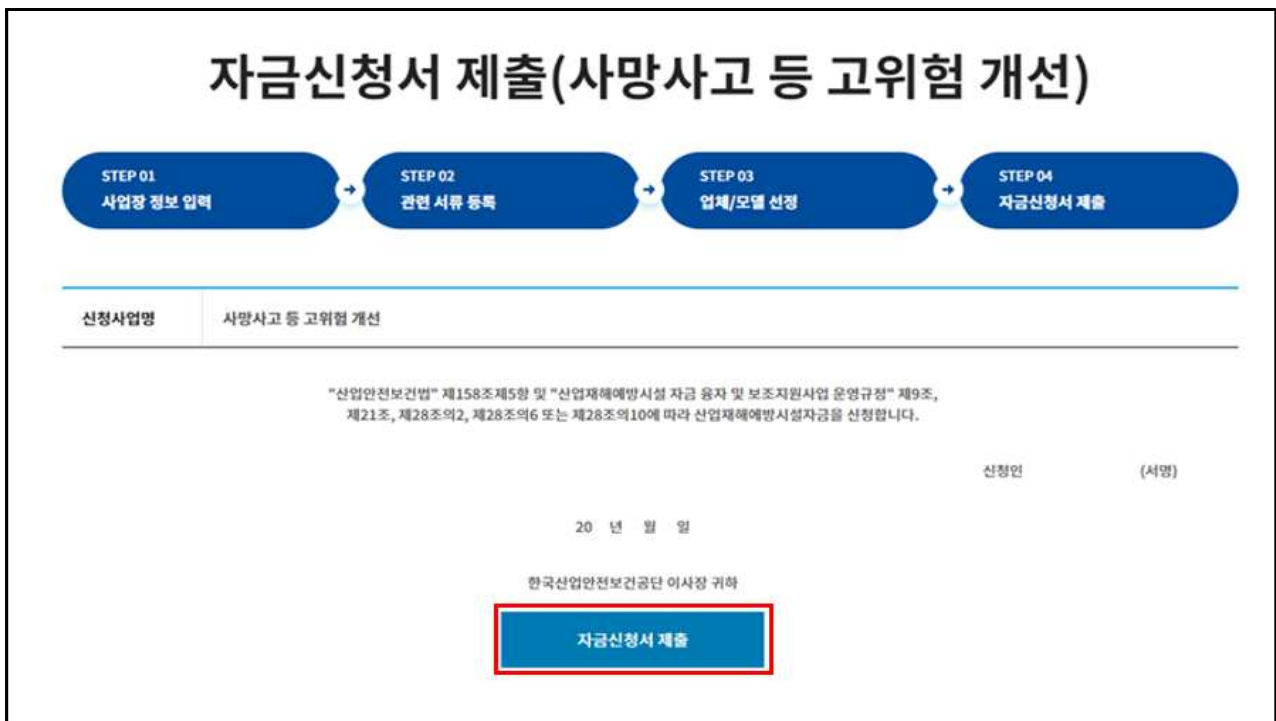 자금신청서 제출(사망사고 등 고위험 개선)
STEP 01
사업장 정보 입력
STEP 02
관련 서류 등록
STEP 03
업체/모델 선정
STEP 04
자금신청서 제출
신청사업명 사망사고 등 고위험 개선
"산업안전보건법" 제158조제5항 및 "산업재해예방시설 자금 융자 및 보조지원사업 운영규정" 제9조,
제21조, 제28조의2, 제28조의6 또는 제28조의10에 따라 산업재해예방시설자금을 신청합니다.
신청인 (서명)
20 년 월 일
한국산업안전보건공단 이사장 귀하
자금신청서 제출